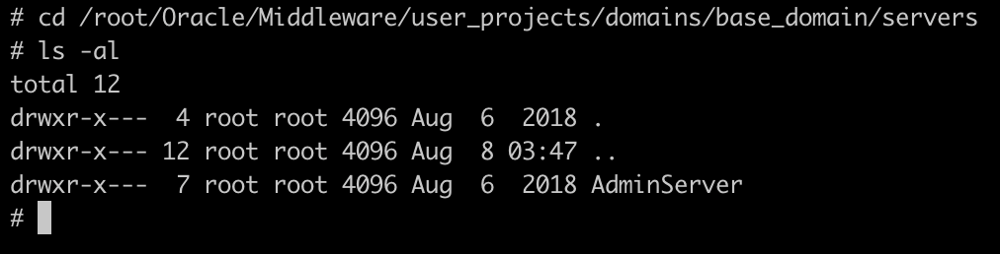 # cd /root/Oracle/Middleware/user_projects/domains/base_domain/servers
# ls -al
total 12
drwxr-x---  4 root root 4096 Aug  6  2018 .
drwxr-x--- 12 root root 4096 Aug  8 03:47 ..
drwxr-x---  7 root root 4096 Aug  6  2018 AdminServer
#